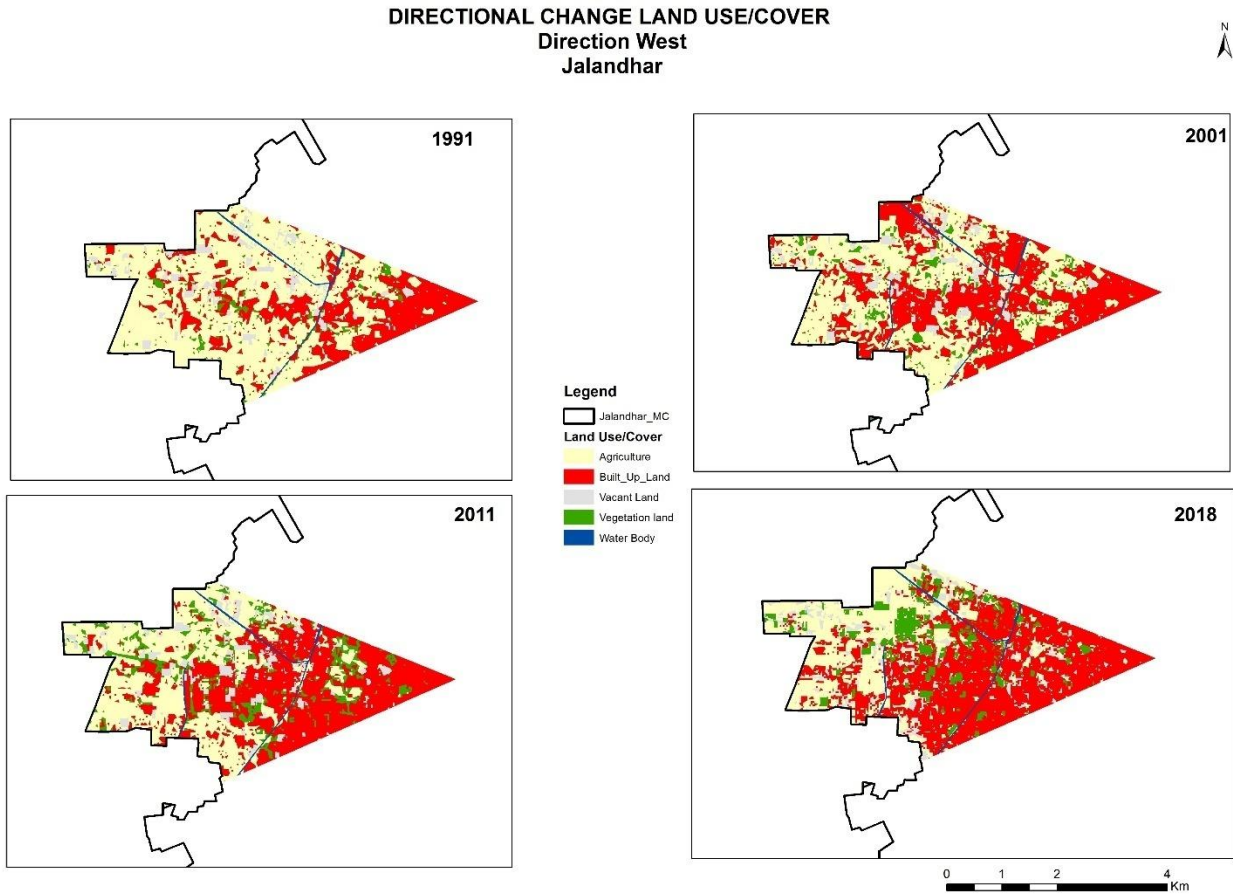 DIRECTIONAL CHANGE LAND USE/COVER
Direction West
Jalandhar
N
1991
2001
Legend
Jalandhar_MC
Land Use/Cover
Agriculture
Built_Up_Land
Vacant Land
Vegetation land
Water Body
2011
2018
0 1 2 4
Km